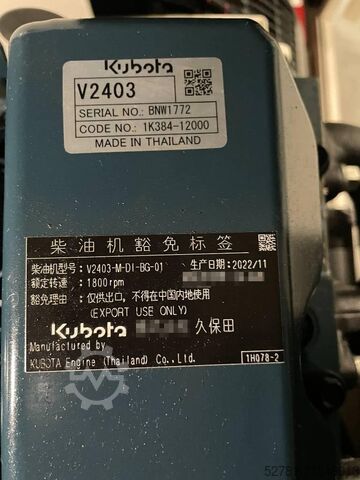 Kubota
V2403
SERIAL NO.: BNW1772
CODE NO.: 1K384-12000
MADE IN THAILAND
柴油机豁免标签
柴油机型号: V2403-M-DI-BG-01 生产日期: 2022/11
额定转速: 1800rpm
豁免理由: 仅供出口，不得在中国内地使用
(EXPORT USE ONLY)
Kubota 久保田
Manufactured by
KUBOTA Engine (Thailand) Co.,Ltd.
1H078-2